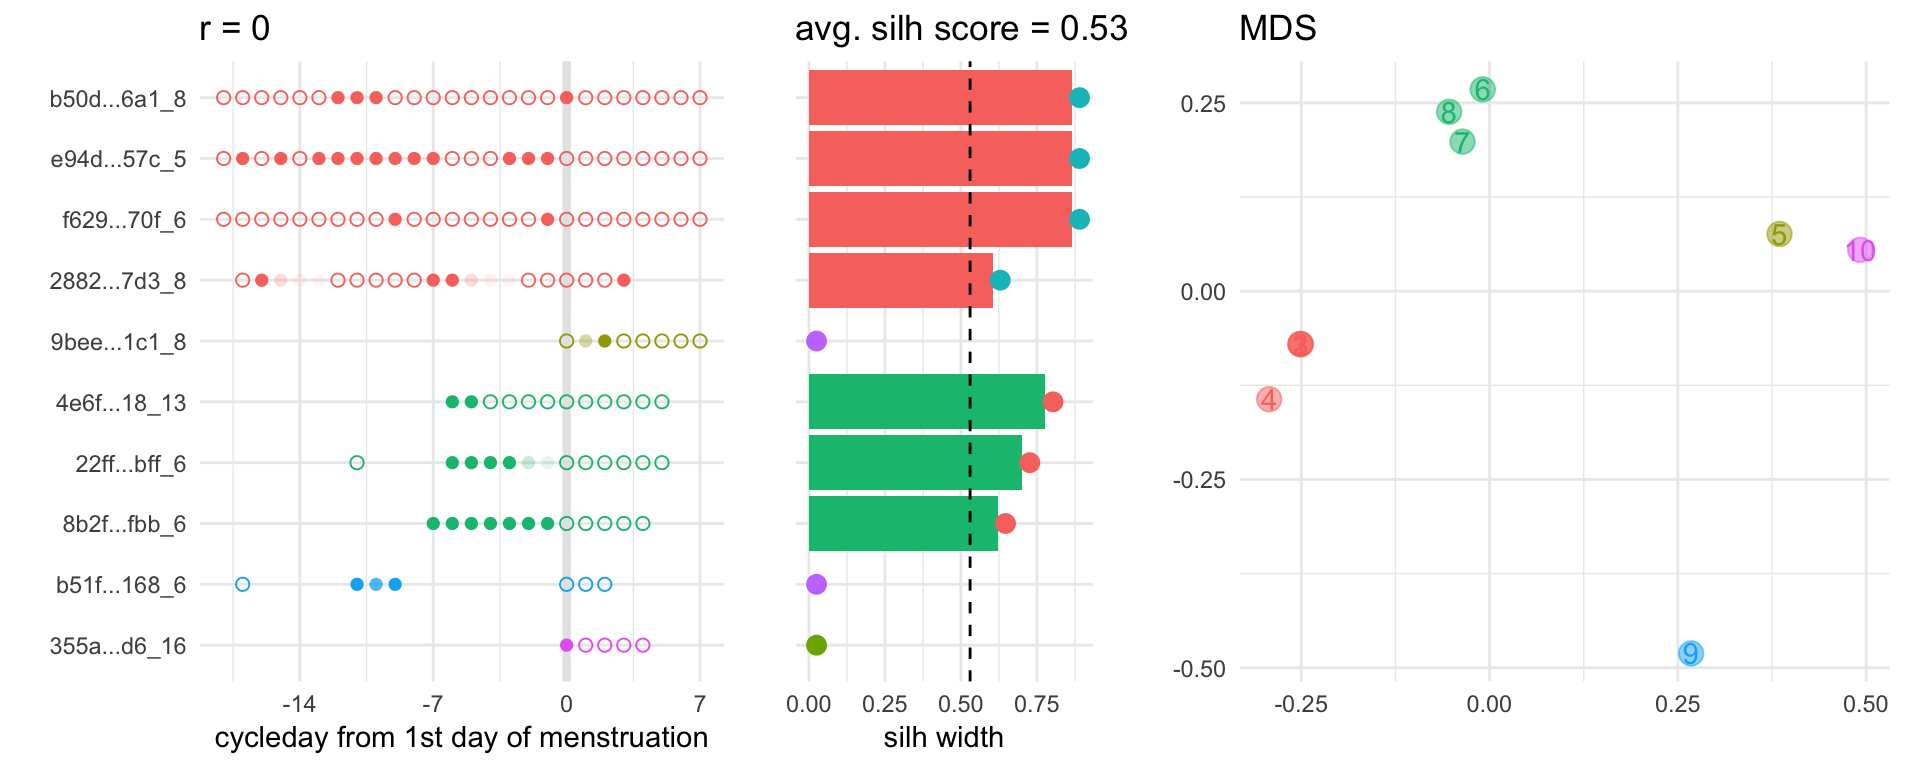 r = 0
avg. silh score = 0.53
MDS
b50d...6a1_8
e94d...57c_5
f629...70f_6
2882...7d3_8
9bee...1c1_8
4e6f...18_13
22ff...bff_6
8b2f...fbb_6
b51f...168_6
355a...d6_16
-14 -7 0 7
cycleday from 1st day of menstruation
0.00 0.25 0.50 0.75
silh width
0.25
0.00
-0.25
-0.50
6
8
7
5
10
4
9
-0.25 0.00 0.25 0.50